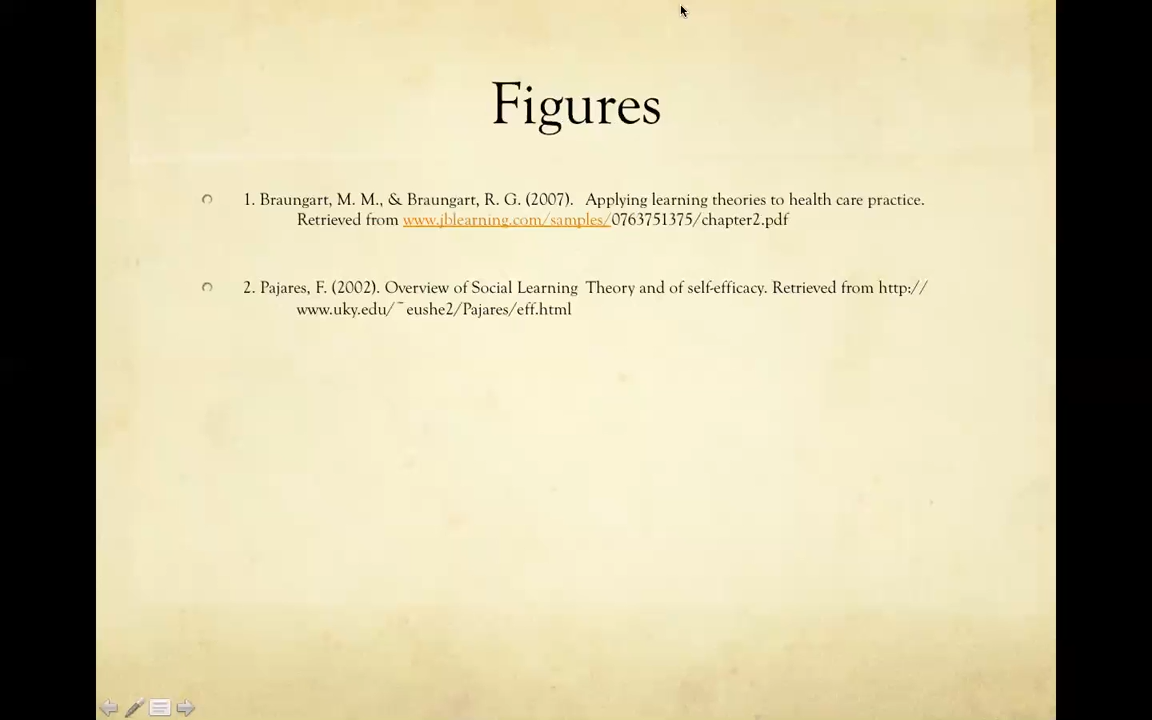 Figures
1. Braungart, M. M., & Braungart, R. G. (2007). Applying learning theories to health care practice.
Retrieved from www.jblearning.com/samples/0763751375/chapter2.pdf
2. Pajares, F. (2002). Overview of Social Learning Theory and of self-efficacy. Retrieved from http://
www.uky.edu/~eushe2/Pajares/eff.html